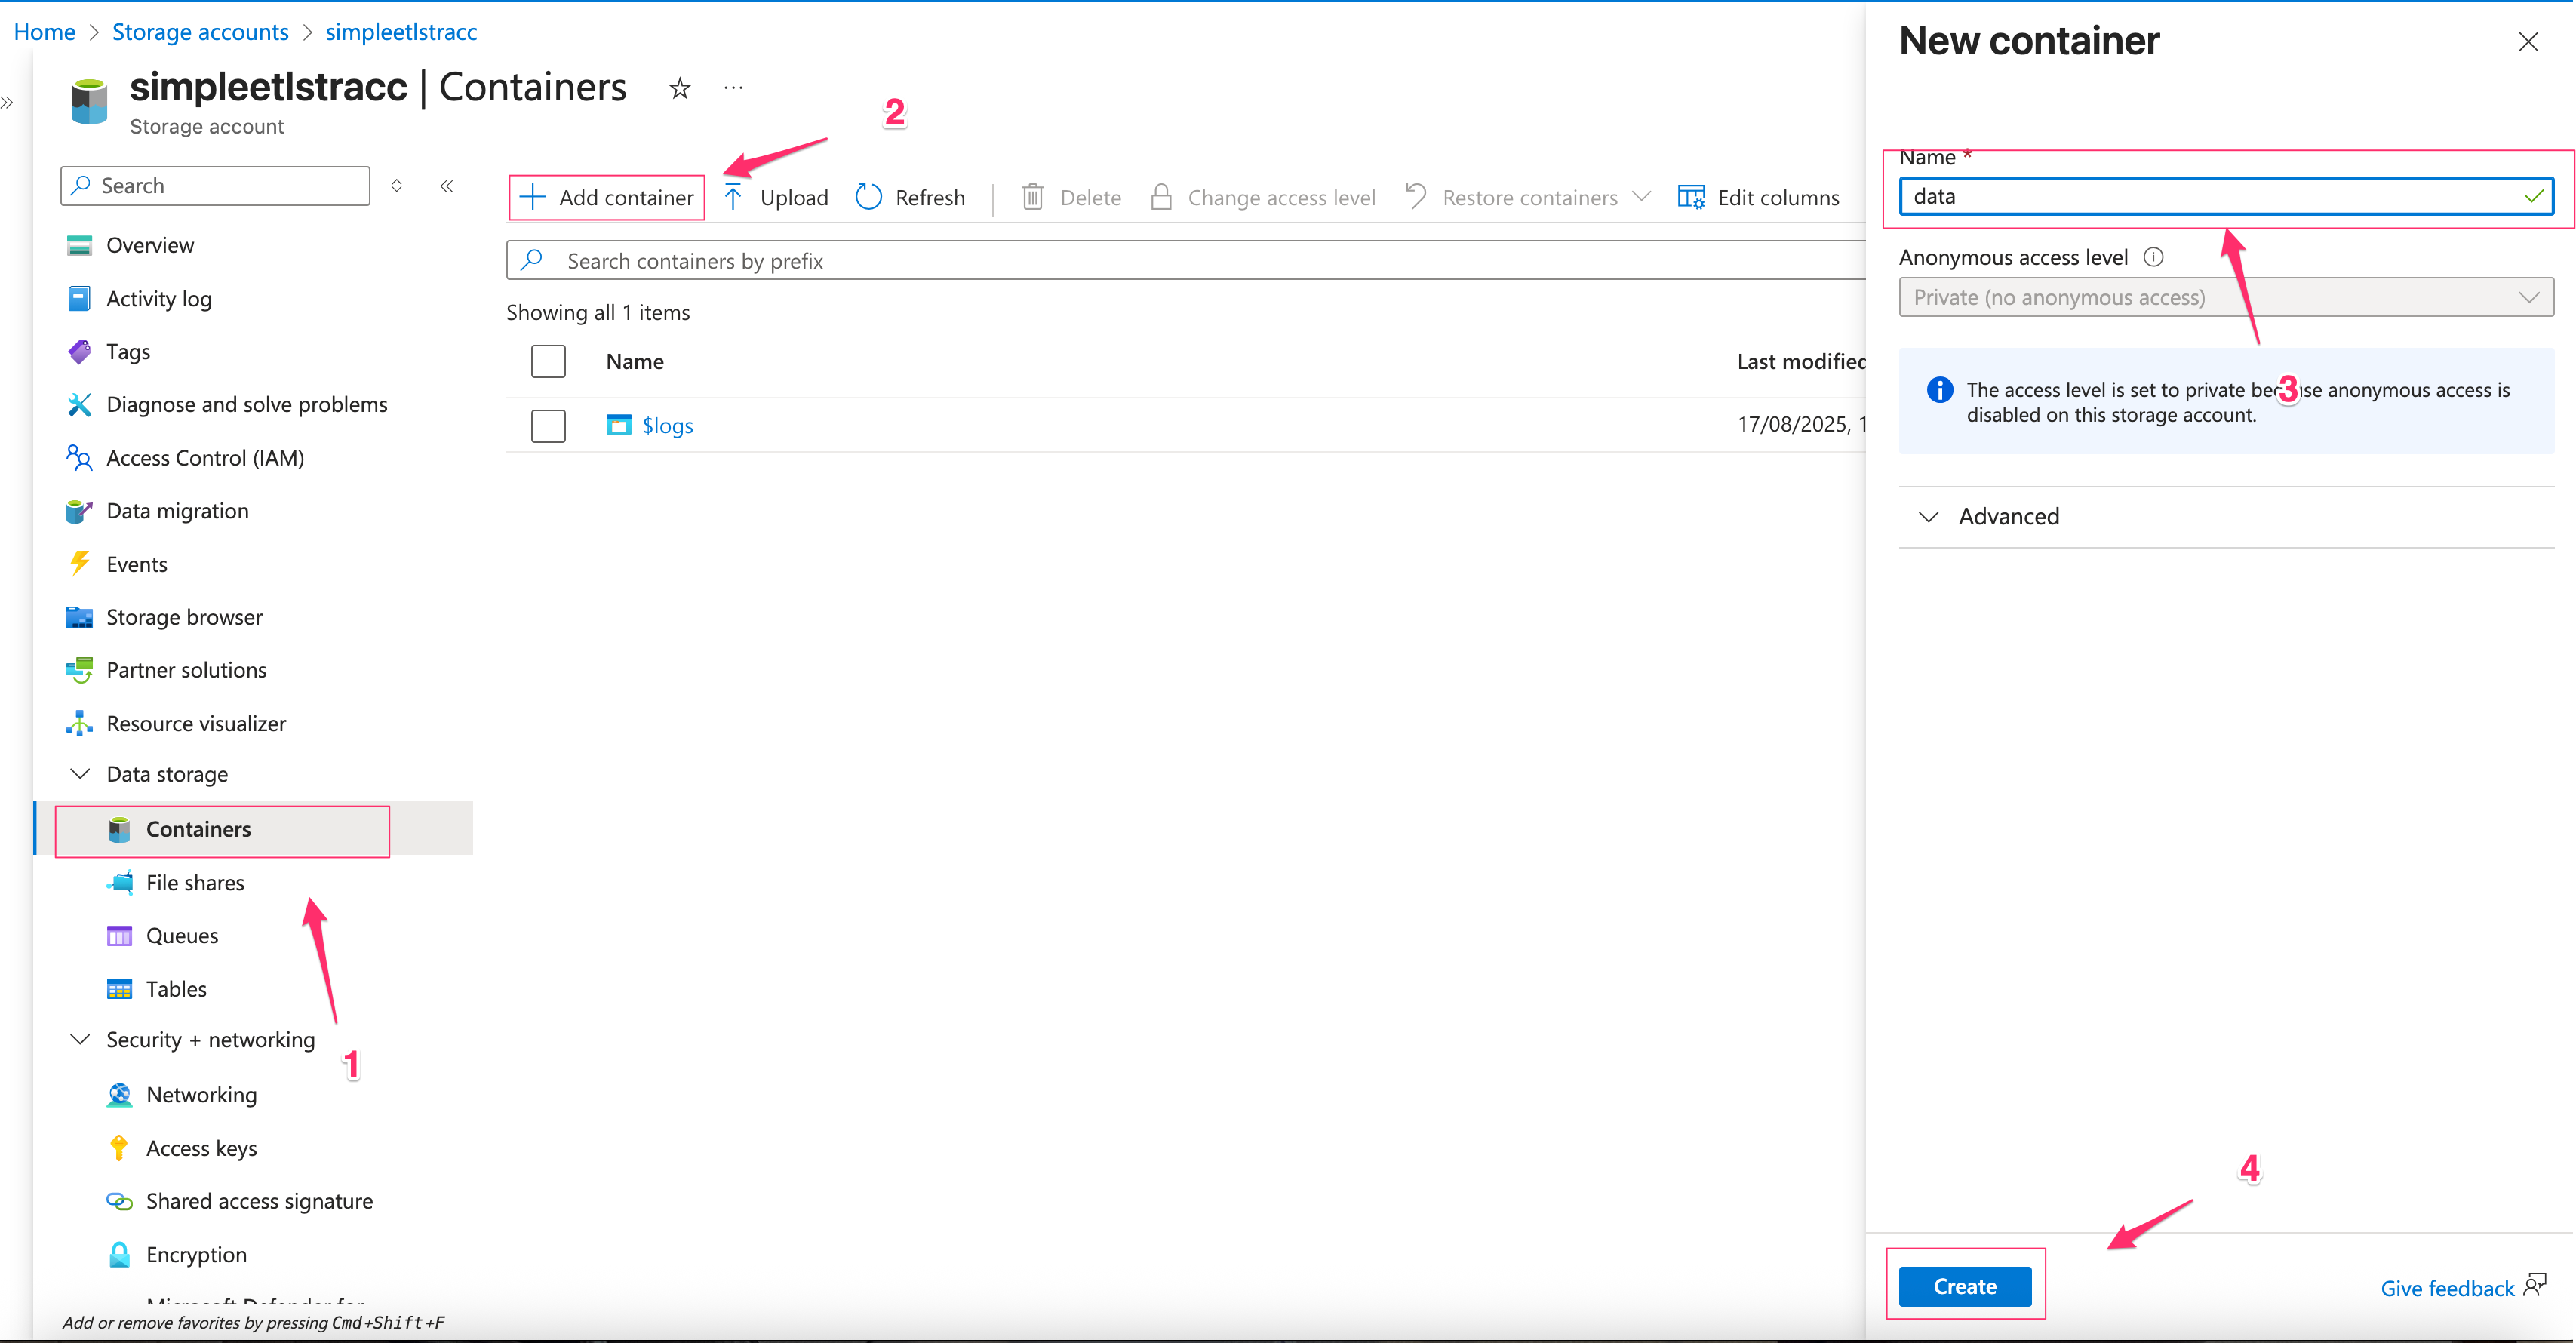 Home > Storage accounts > simpleetlstracc
simpleetlstracc | Containers
Storage account
Search
Overview
Activity log
Tags
Diagnose and solve problems
Access Control (IAM)
Data migration
Events
Storage browser
Partner solutions
Resource visualizer
Data storage
Containers
File shares
Queues
Tables
Security + networking
Networking
Access keys
Shared access signature
Encryption
Add or remove favorites by pressing Cmd+Shift+F
1
2
Add container
Upload
Refresh
Delete
Change access level
Restore containers
Edit columns
Search containers by prefix
Showing all 1 items
Name
Last modified
$logs
17/08/2025, 1
New container
Name *
data
Anonymous access level
Private (no anonymous access)
3
The access level is set to private because anonymous access is
disabled on this storage account.
Advanced
4
Create
Give feedback